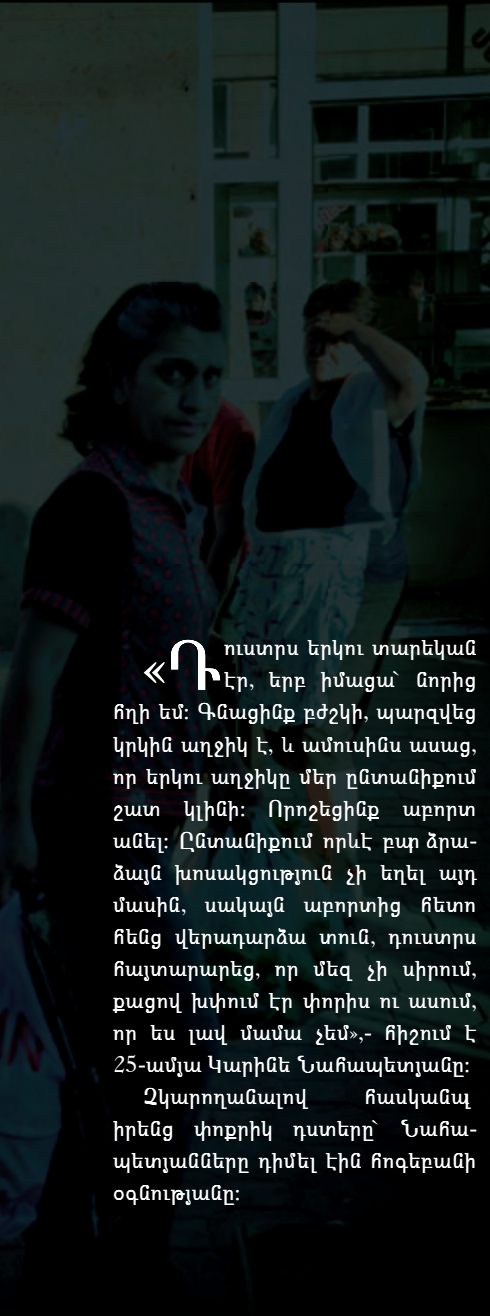 «Դուստրս երկու տարեկան
էր, երբ իմացա՝ նորից
հղի եմ: Գնացինք բժշկի, պարզվեց
կրկին աղջիկ է, և ամուսինս ասաց,
որ երկու աղջիկը մեր ընտանիքում
շատ կլինի: Որոշեցինք աբորտ
անել: Ընտանիքում որևէ բարձրա-
ձայն խոսակցություն չի եղել այդ
մասին, սակայն աբորտից հետո
հենց վերադարձա տուն, դուստրս
հայտարարեց, որ մեզ չի սիրում,
քացով խփում էր փորիս ու ասում,
որ ես լավ մամա չեմ»,- հիշում է
25-ամյա Կարինե Նահապետյանը:
Չկարողանալով հասկանալ
իրենց փոքրիկ դստերը՝ Նահա-
պետյանները դիմել էին հոգեբանի
օգնությանը: